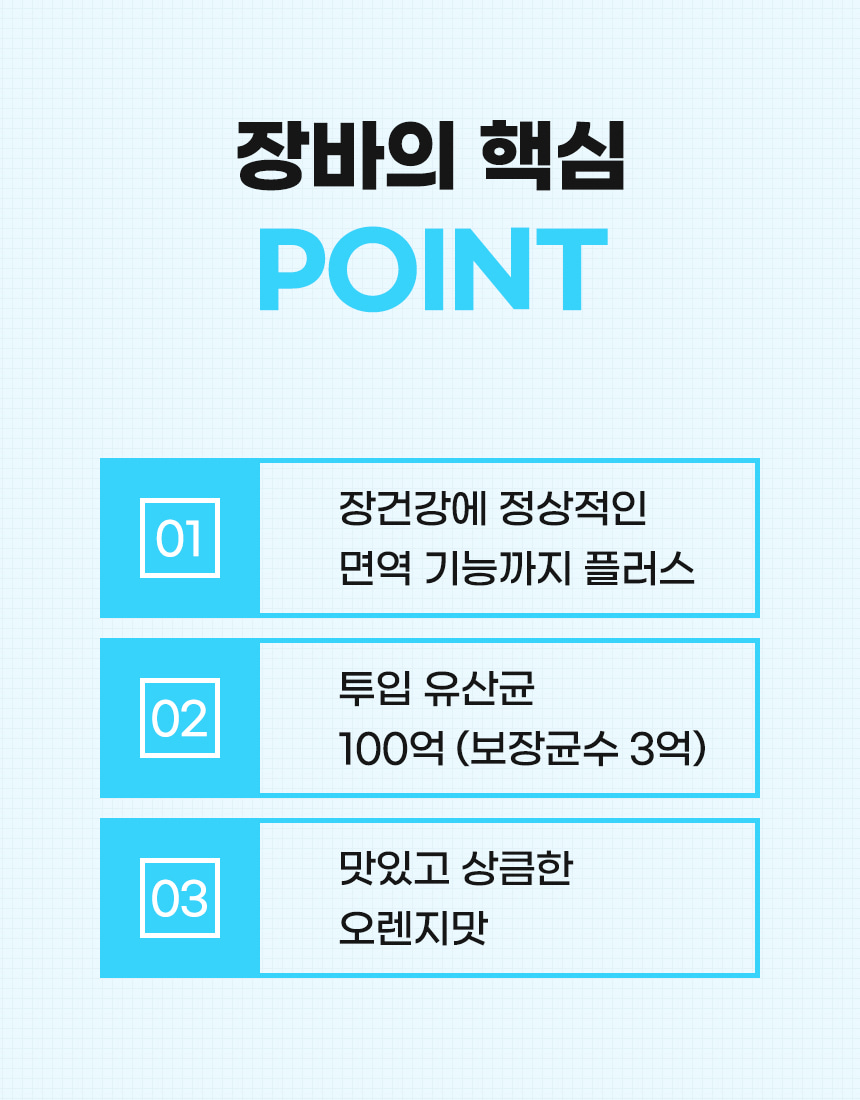 장바의 핵심
POINT
01
장건강에 정상적인
면역 기능까지 플러스
02
투입 유산균
100억 (보장균수 3억)
03
맛있고 상큼한
오렌지맛